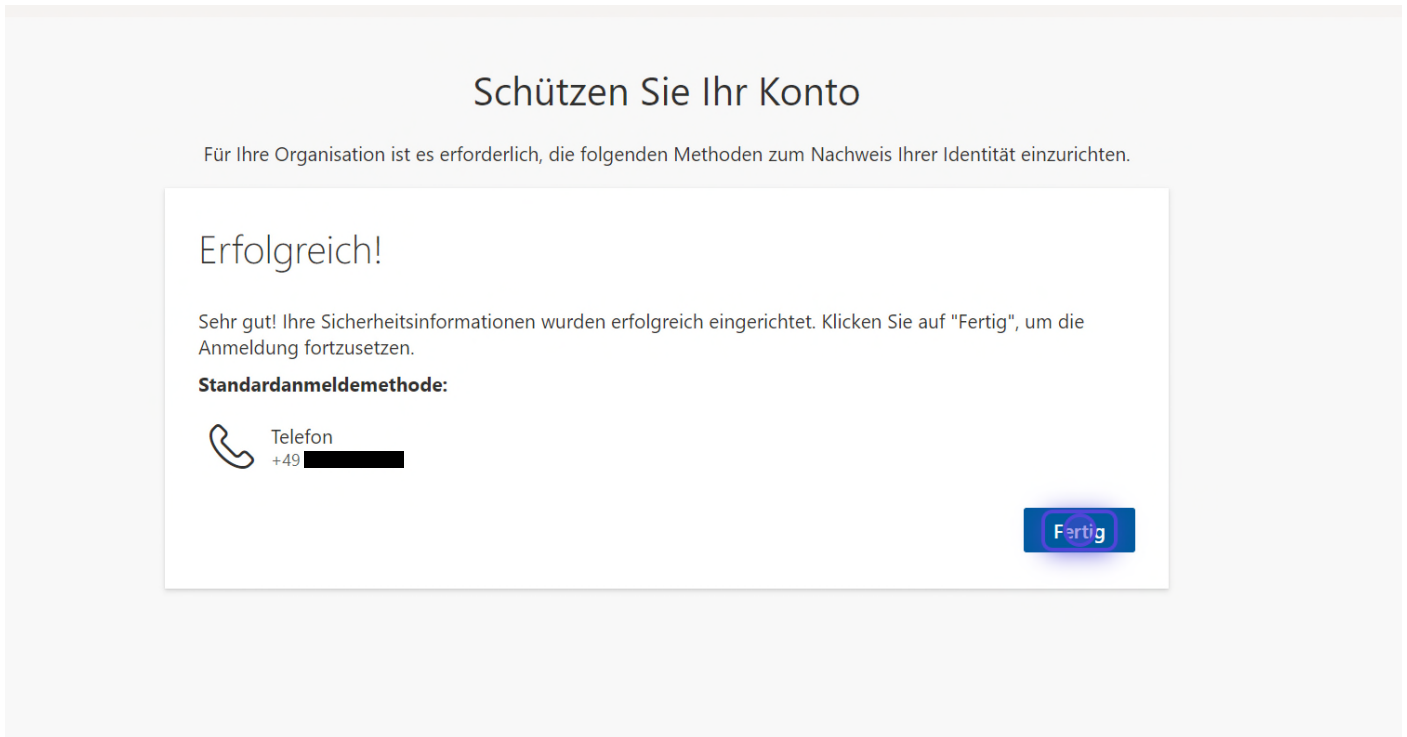 Schützen Sie Ihr Konto
Für Ihre Organisation ist es erforderlich, die folgenden Methoden zum Nachweis Ihrer Identität einzurichten.
Erfolgreich!
Sehr gut! Ihre Sicherheitsinformationen wurden erfolgreich eingerichtet. Klicken Sie auf "Fertig", um die
Anmeldung fortzusetzen.
Standardanmeldemethode:
Telefon
+49
Fertig